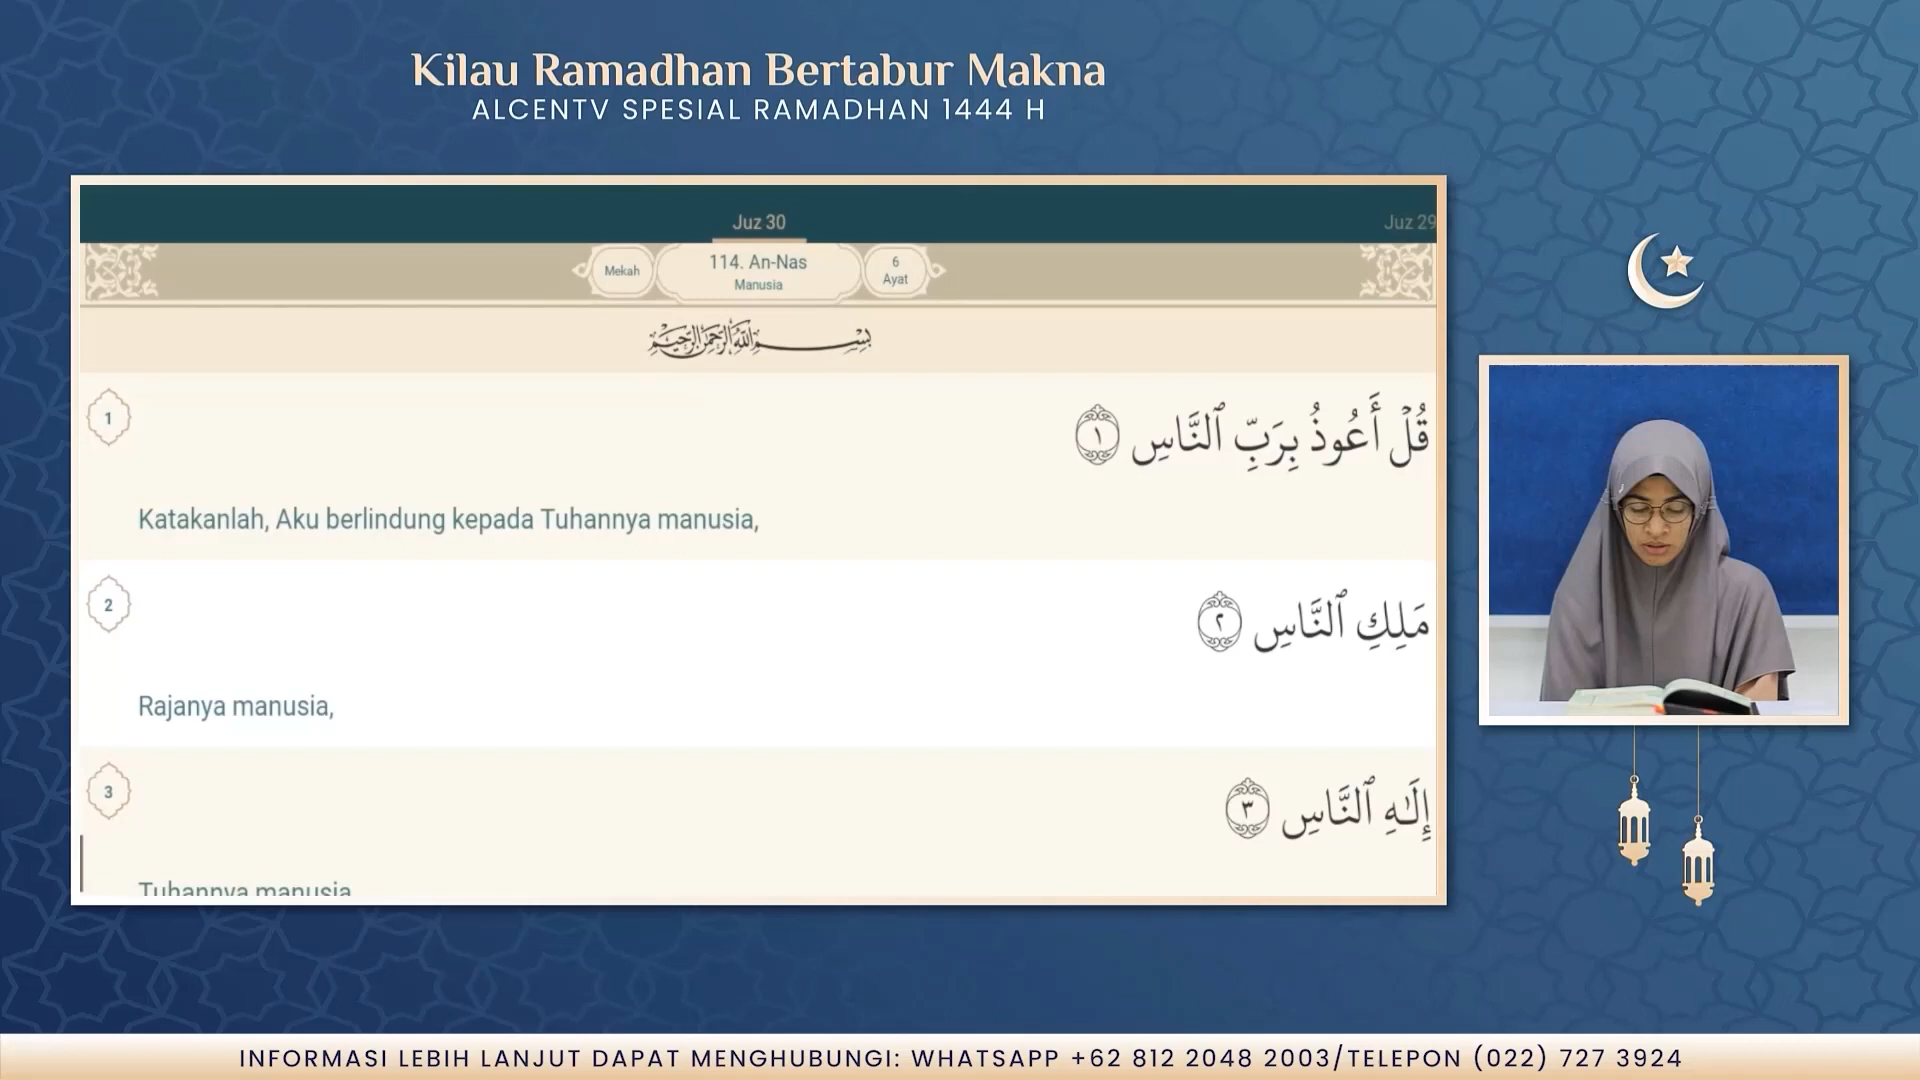 Kilau Ramadhan Bertabur Makna
ALCENTV SPESIAL RAMADHAN 1444 H
Juz 30
Juz 29
Mekah
114. An-Nas
Manusia
6
Ayat
بِسْمِ اللَّهِ الرَّحْمَٰنِ الرَّحِيمِ
1
قُلْ أَعُوذُ بِرَبِّ ٱلنَّاسِ ١
Katakanlah, Aku berlindung kepada Tuhannya manusia,
2
مَلِكِ ٱلنَّاسِ ٢
Rajanya manusia,
3
إِلَـٰهِ ٱلنَّاسِ ٣
Tuhannya manusia
INFORMASI LEBIH LANJUT DAPAT MENGHUBUNGI: WHATSAPP +62 812 2048 2003/TELEPON (022) 727 3924